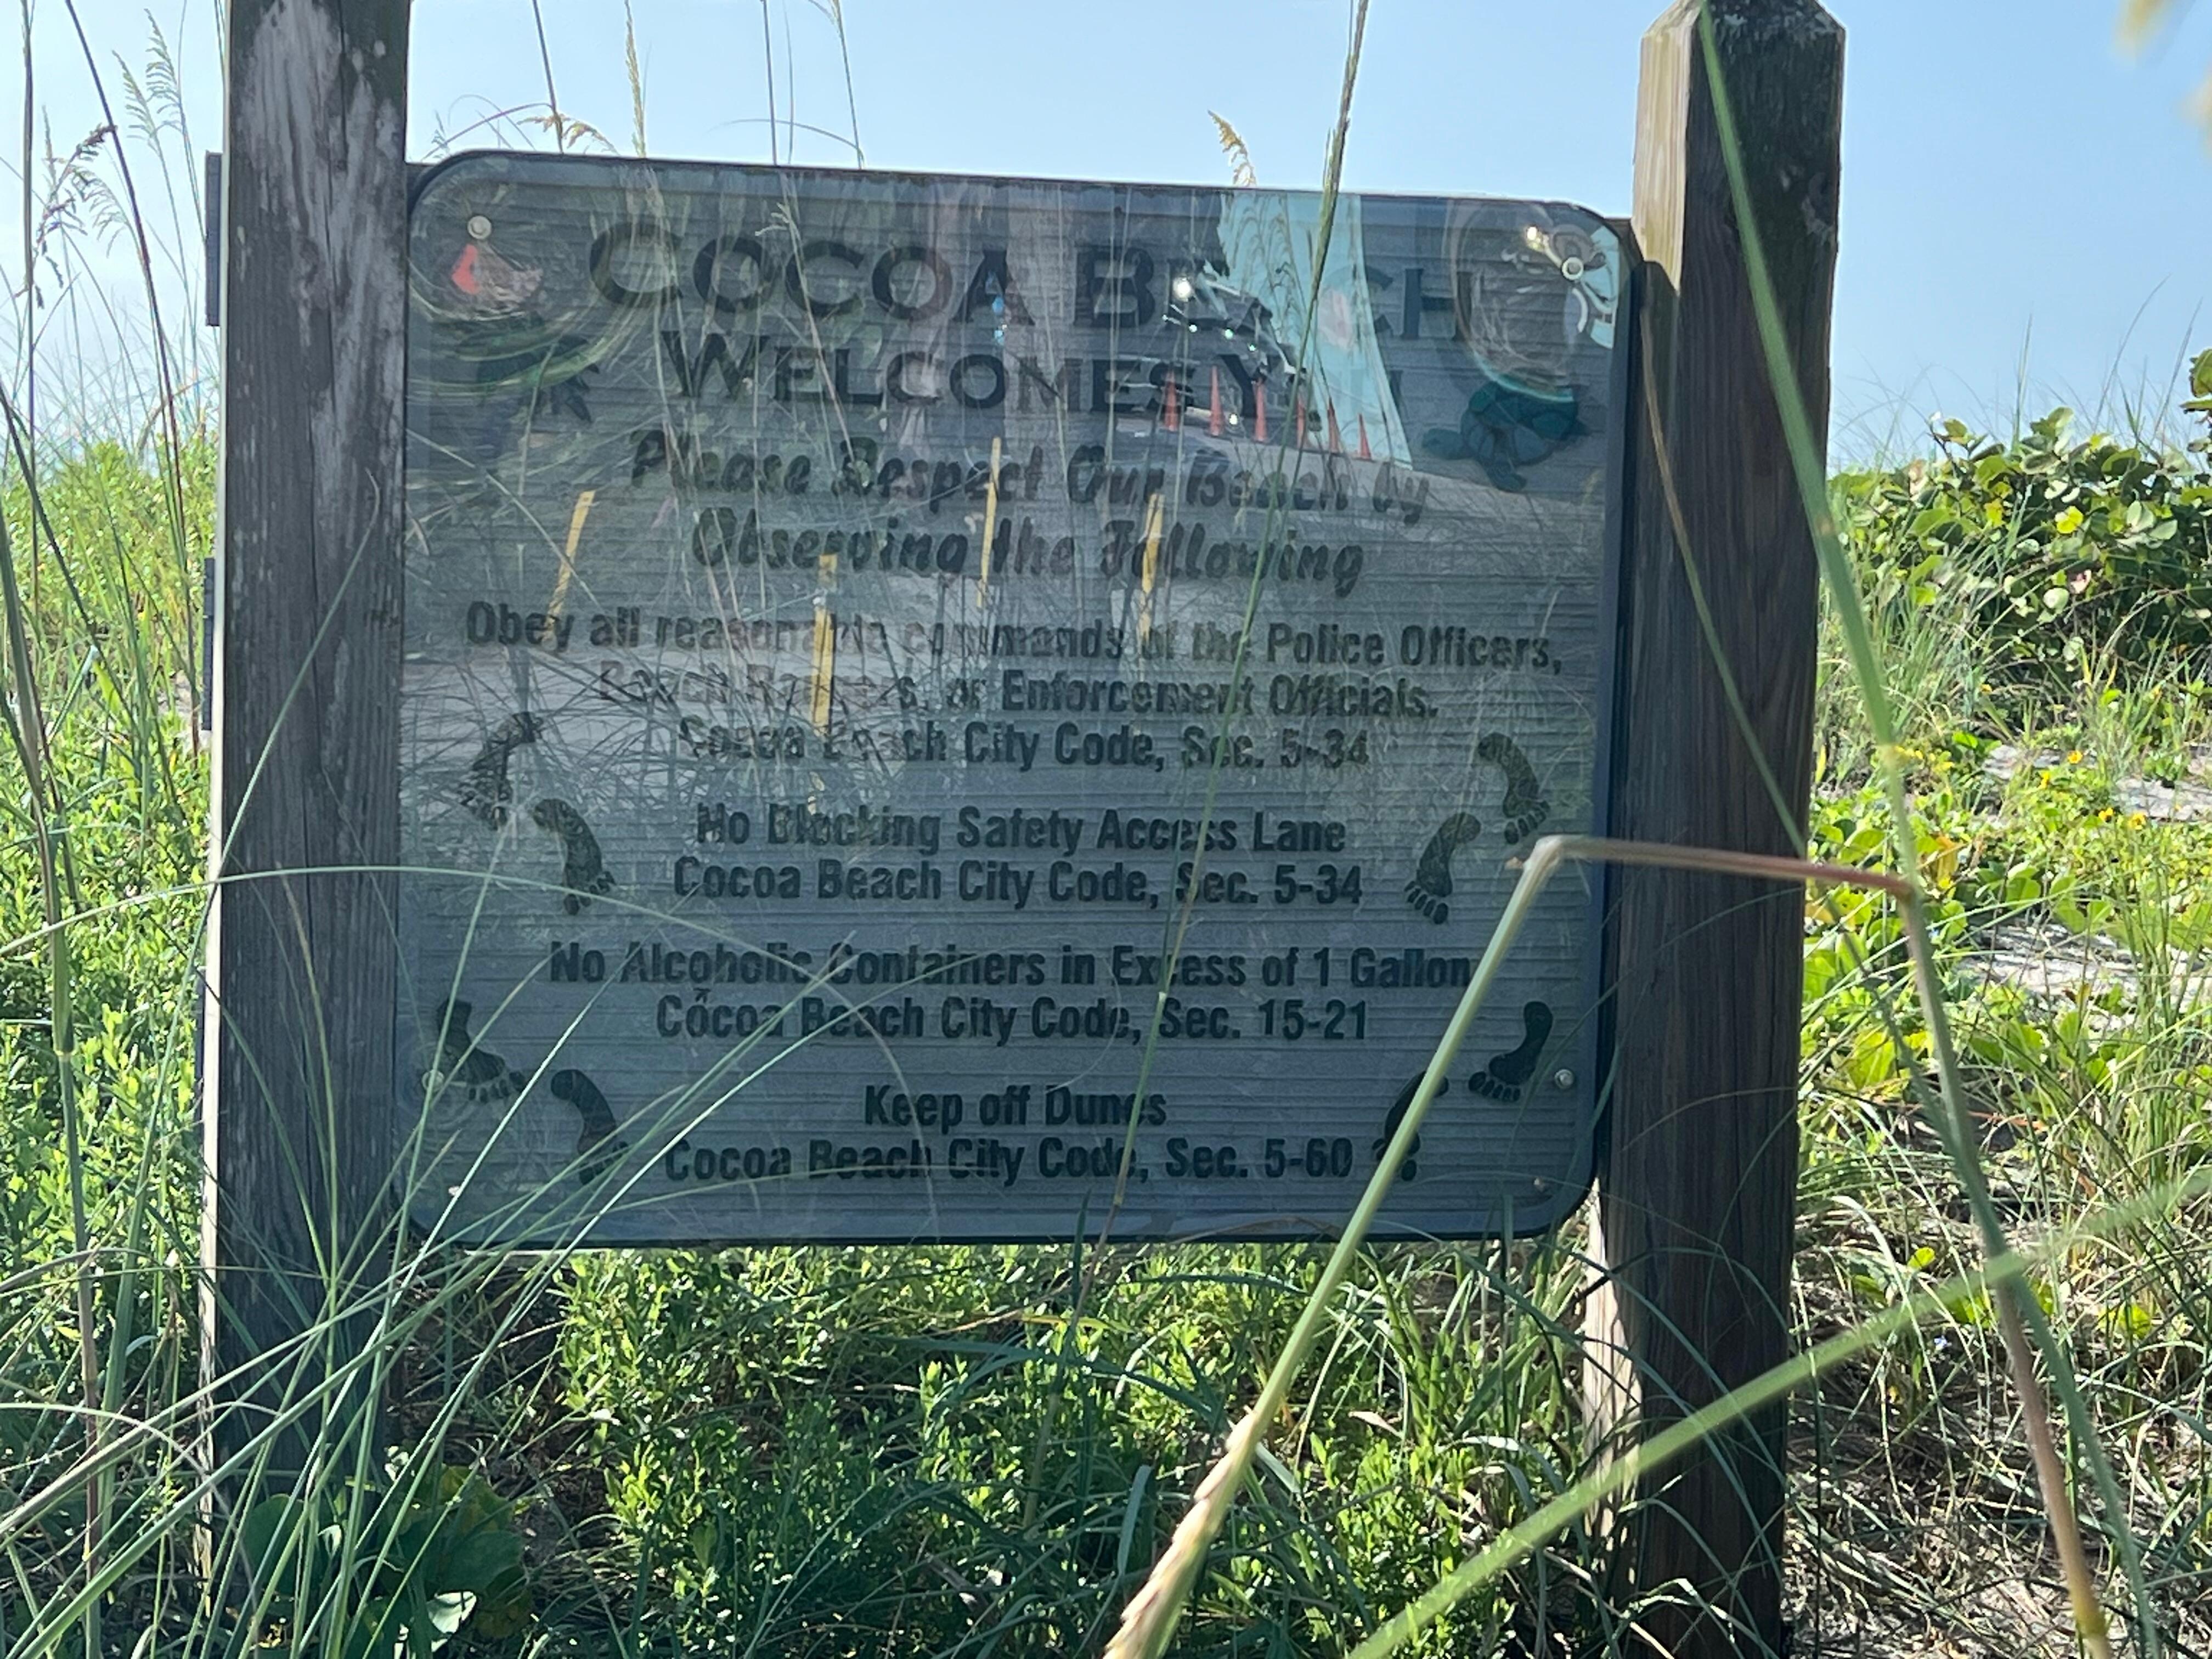 COCOA BEACH
WELCOMES YOU
Please Respect Our Beach by
Observing the Following
Obey all reasonable commands of the Police Officers,
Beach Ranger's, or Enforcement Officials.
Cocoa Beach City Code, Sec. 5-34
No Blocking Safety Access Lane
Cocoa Beach City Code, Sec. 5-34
No Alcoholic Containers in Excess of 1 Gallon
Cocoa Beach City Code, Sec. 15-21
Keep off Dunes
Cocoa Beach City Code, Sec. 5-60